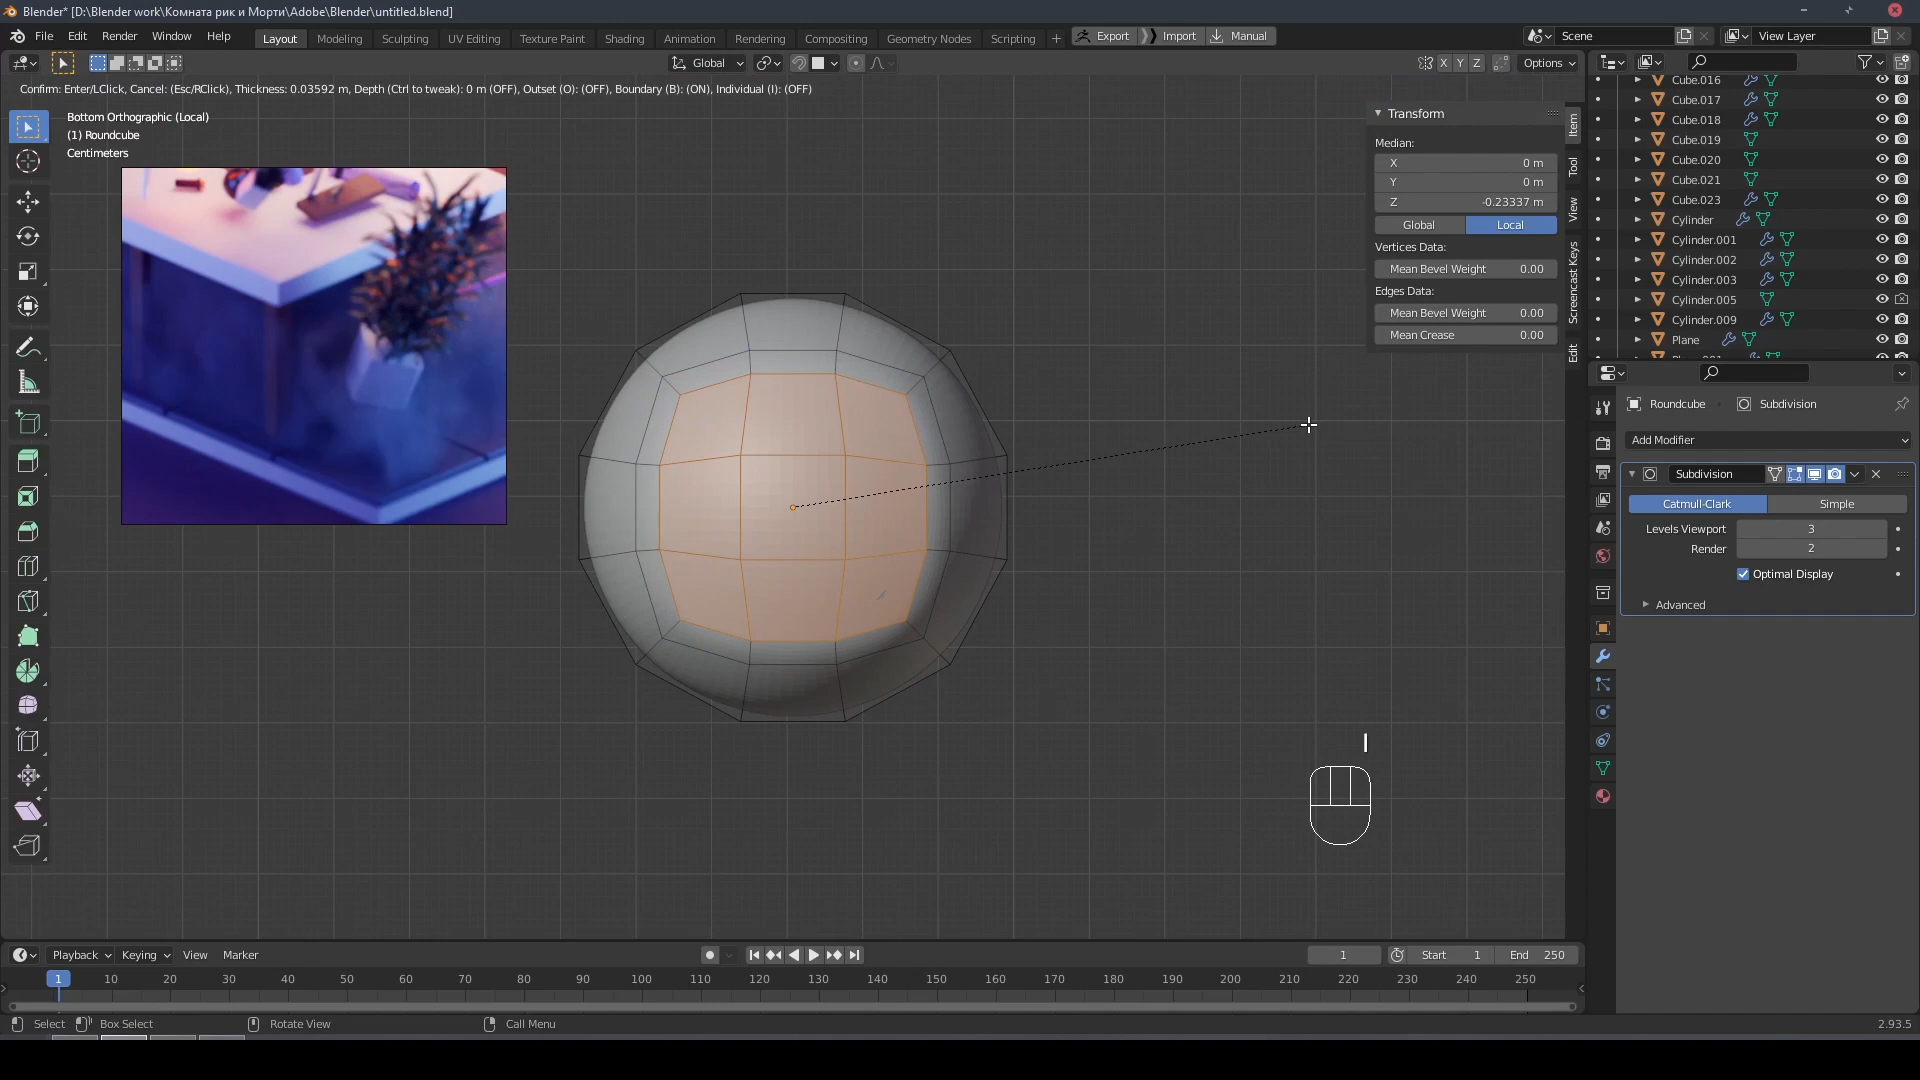 Blender* [D:\Blender work\Комната рик и Морти\Adobe\Blender\untitled.blend]
File Edit Render Window Help Layout Modeling Sculpting UV Editing Texture Paint Shading Animation Rendering Compositing Geometry Nodes Scripting + Export Import Manual Scene View Layer
Global X Y Z Options
Confirm: Enter/LClick, Cancel: (Esc/RClick), Thickness: 0.03592 m, Depth (Ctrl to tweak): 0 m (OFF), Outset (O): (OFF), Boundary (B): (ON), Individual (I): (OFF)
Bottom Orthographic (Local)
(1) Roundcube
Centimeters
Transform
Median:
X 0 m
Y 0 m
Z -0.23337 m
Global Local
Vertices Data:
Mean Bevel Weight 0.00
Edges Data:
Mean Bevel Weight 0.00
Mean Crease 0.00
Item
Tool
View
Screencast Keys
Edit
Cube.016
Cube.017
Cube.018
Cube.019
Cube.020
Cube.021
Cube.023
Cylinder
Cylinder.001
Cylinder.002
Cylinder.003
Cylinder.005
Cylinder.009
Plane
Plane.001
Roundcube Subdivision
Add Modifier
Subdivision
Catmull-Clark Simple
Levels Viewport 3
Render 2
Optimal Display
Advanced
I
Playback Keying View Marker 1 Start 1 End 250
1 10 20 30 40 50 60 70 80 90 100 110 120 130 140 150 160 170 180 190 200 210 220 230 240 250
Select Box Select Rotate View Call Menu 2.93.5